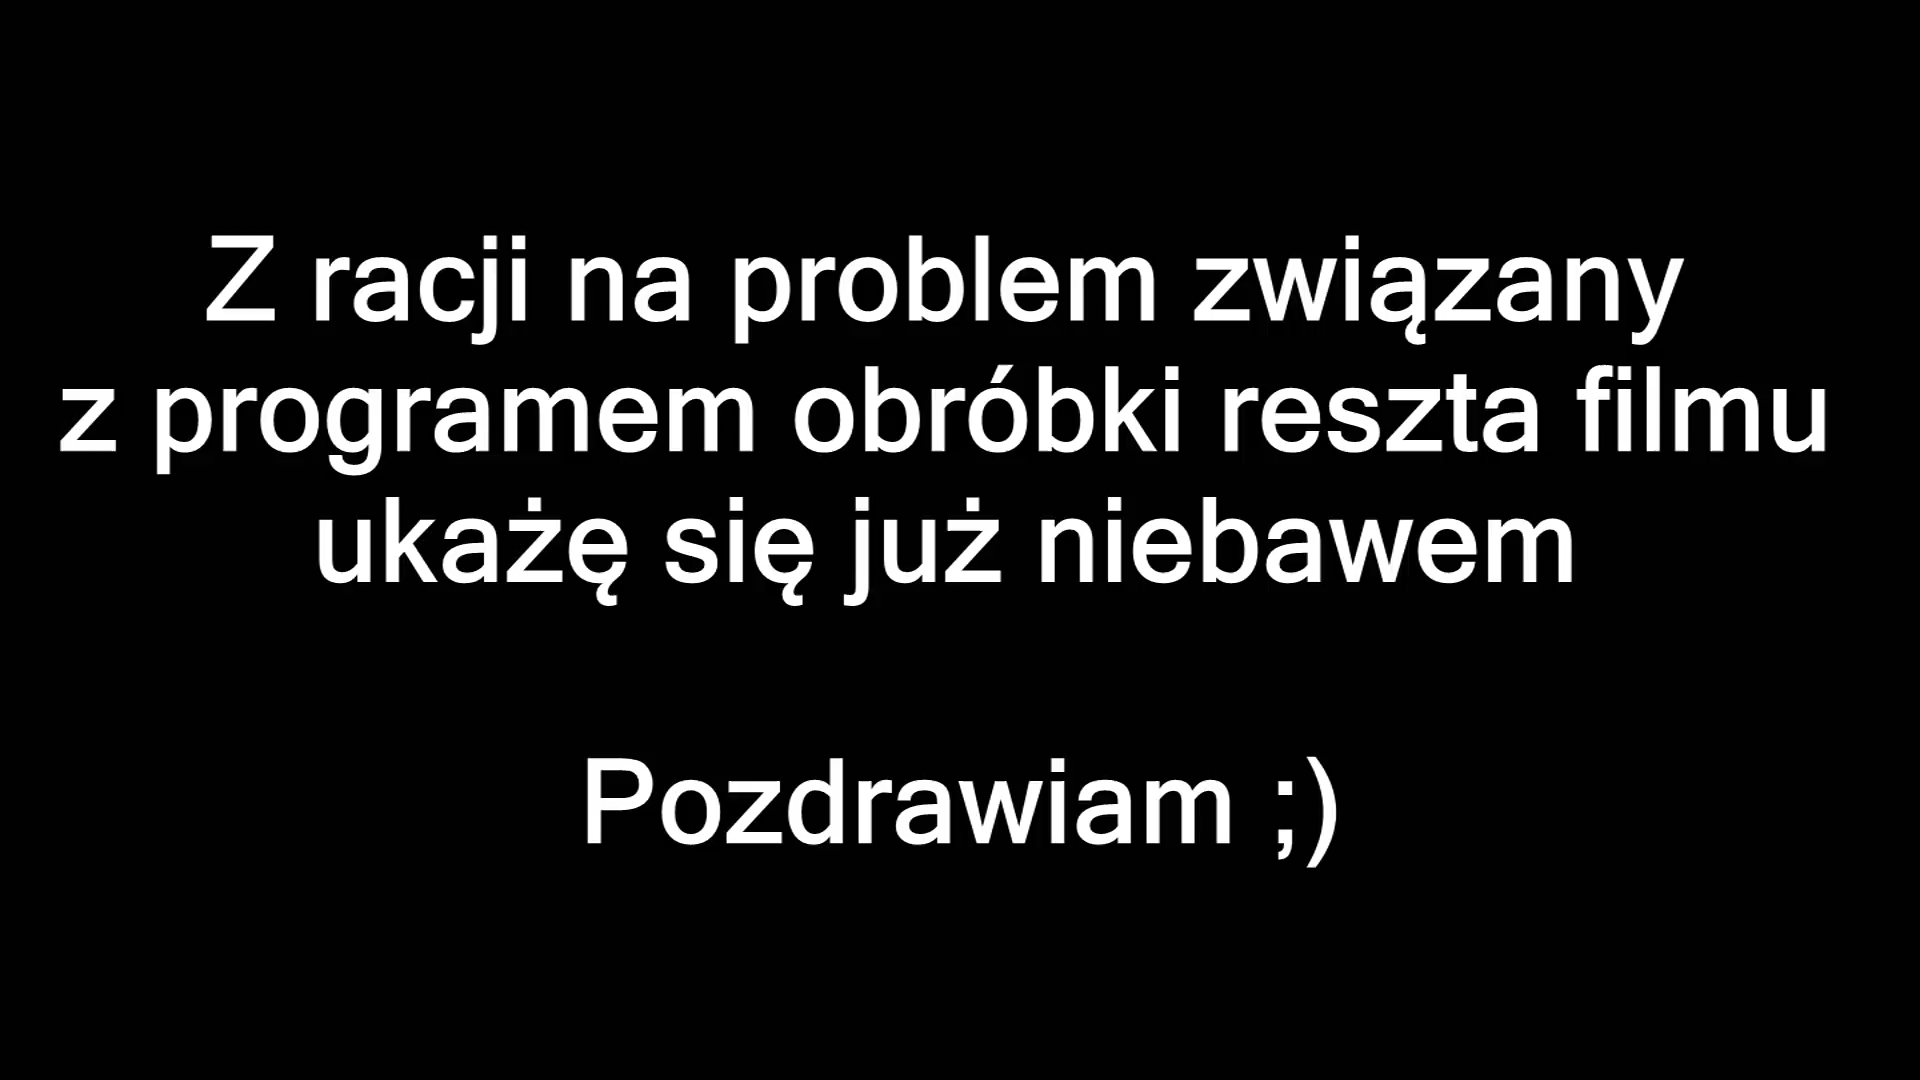 Z racji na problem związany
z programem obróbki reszta filmu
ukażę się już niebawem
Pozdrawiam ;)